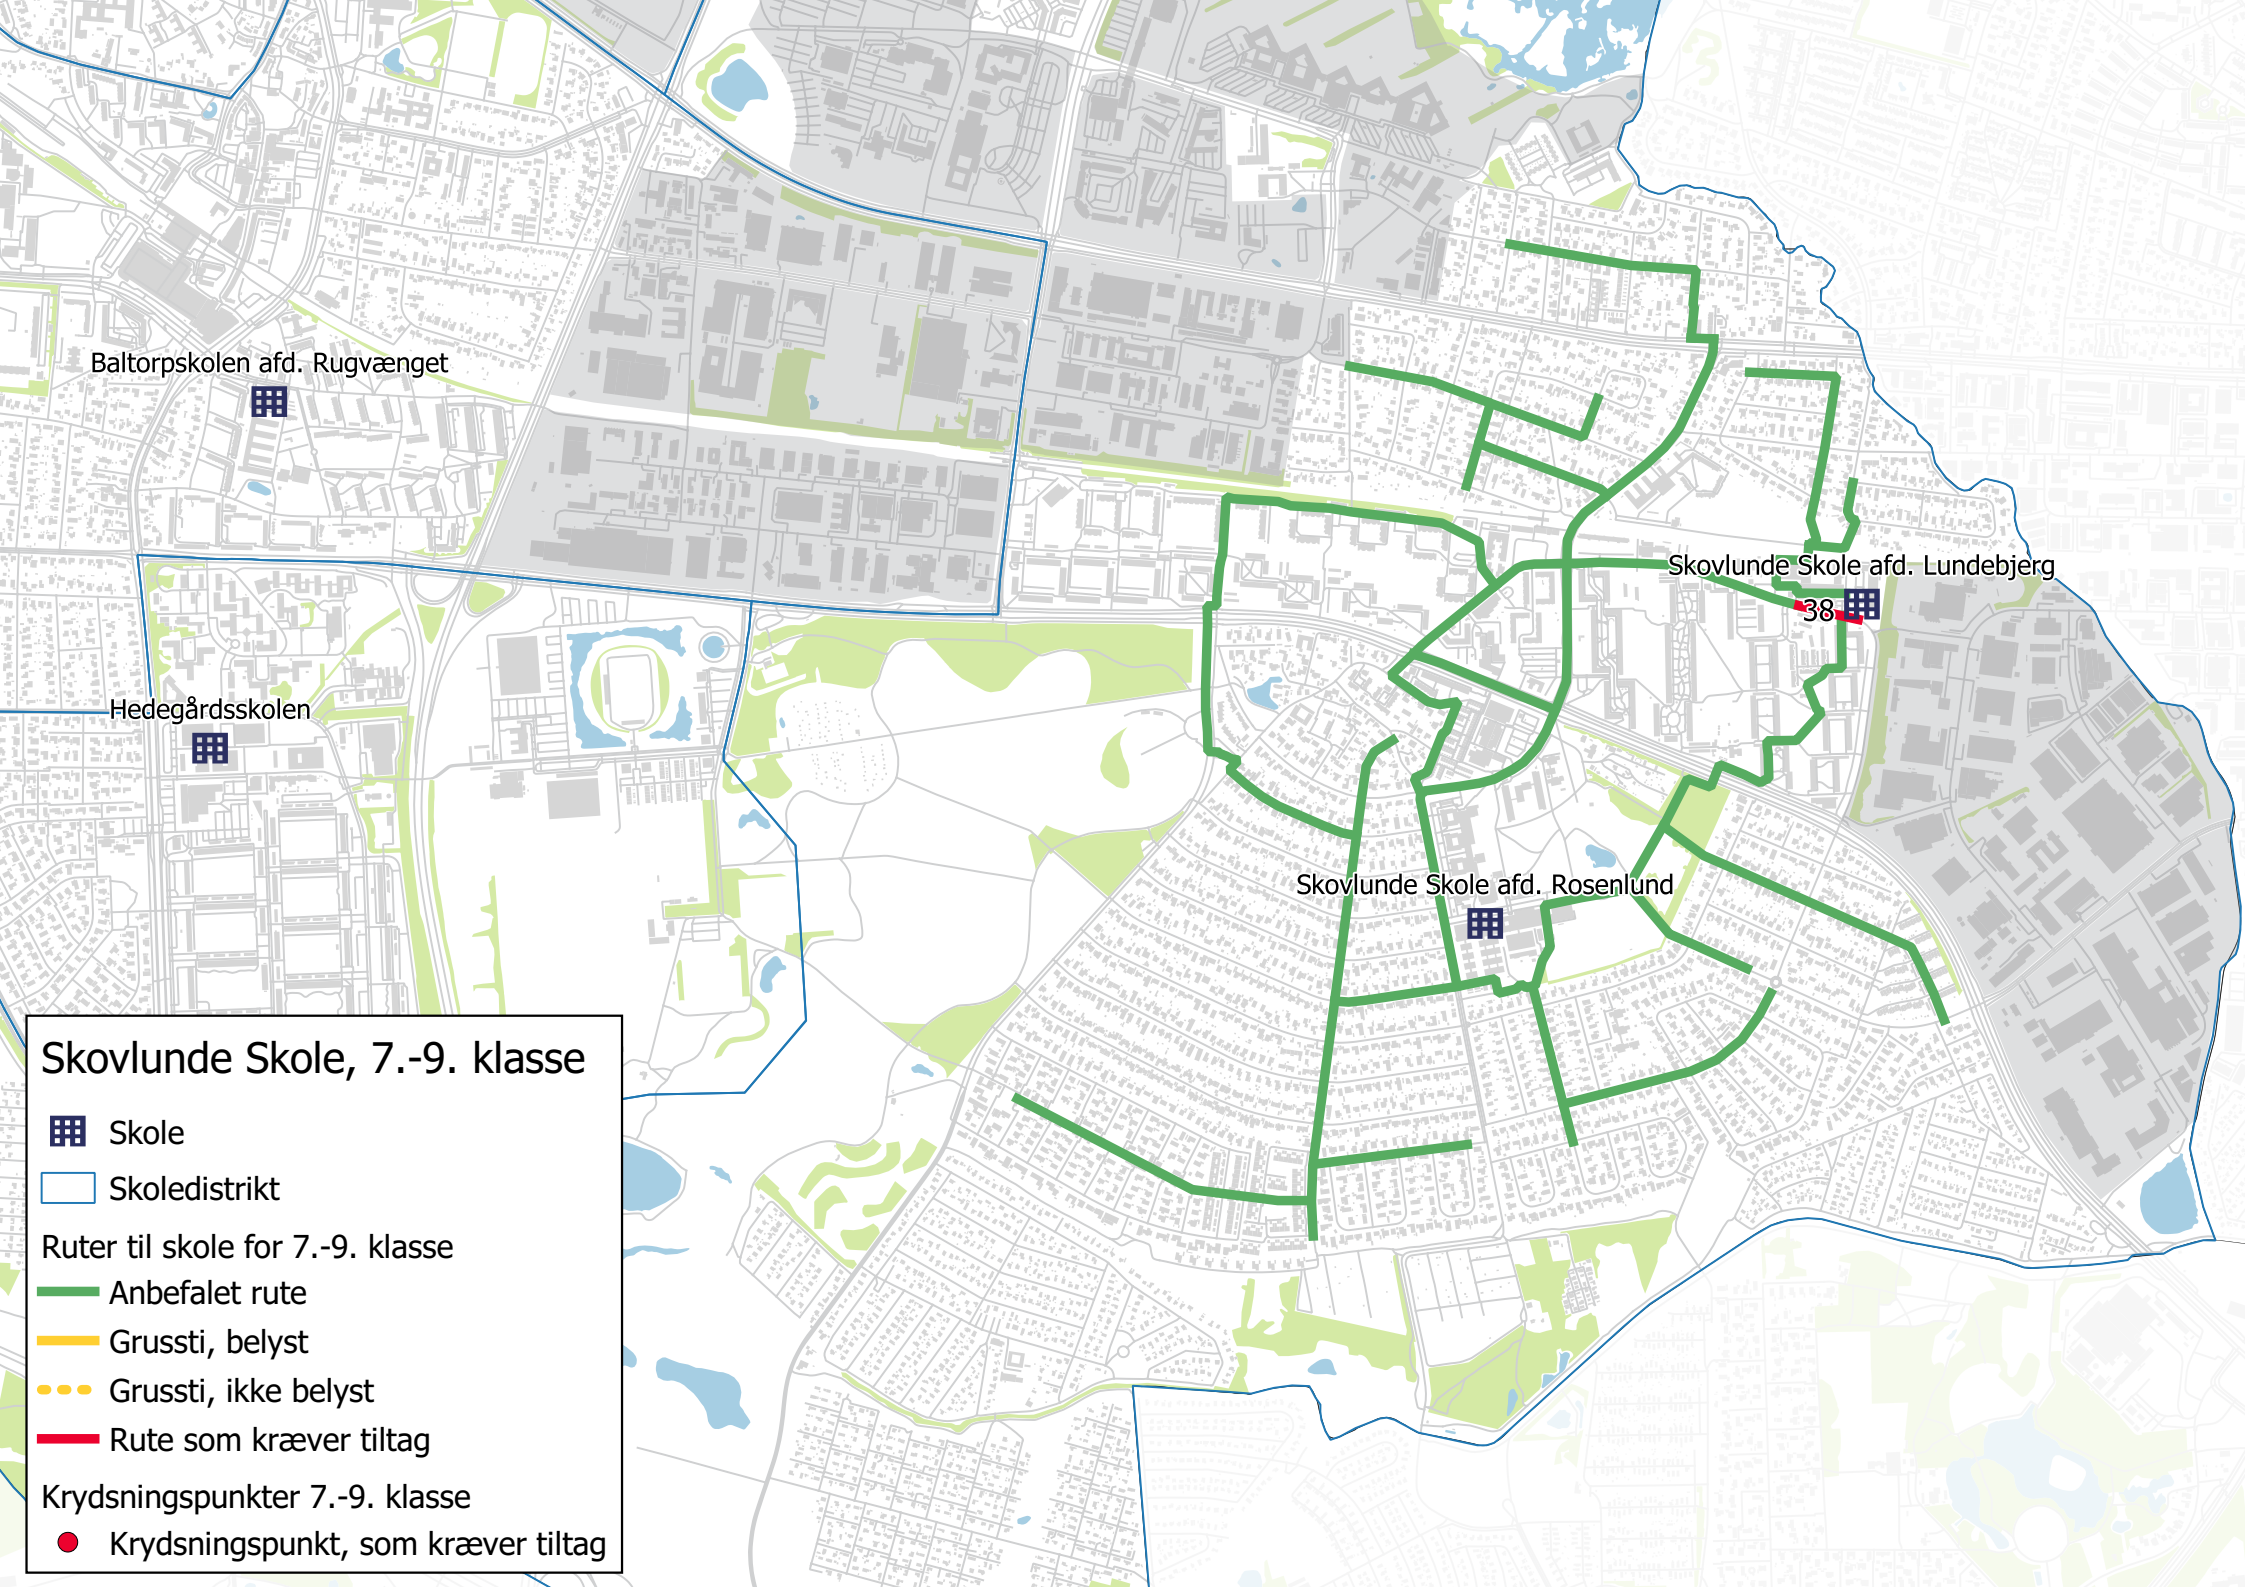 Baltorpskolen afd. Rugvænget
Skovlunde Skole afd. Lundebjerg
38
Hedegårdsskolen
Skovlunde Skole afd. Rosenlund
Skovlunde Skole, 7.-9. klasse
Skole
Skoledistrikt
Ruter til skole for 7.-9. klasse
Anbefalet rute
Grussti, belyst
Grussti, ikke belyst
Rute som kræver tiltag
Krydsningspunkter 7.-9. klasse
Krydsningspunkt, som kræver tiltag